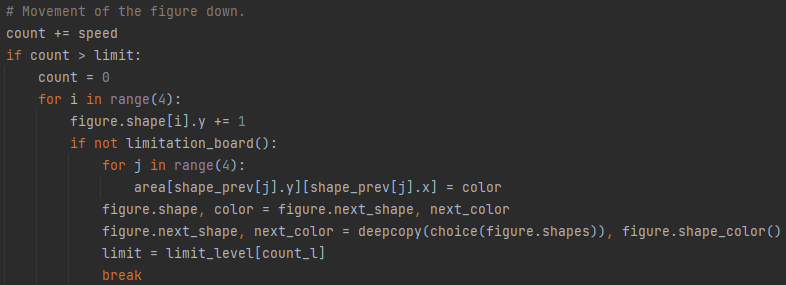 # Movement of the figure down.
count += speed
if count > limit:
    count = 0
    for i in range(4):
        figure.shape[i].y += 1
        if not limitation_board():
            for j in range(4):
                area[shape_prev[j].y][shape_prev[j].x] = color
            figure.shape, color = figure.next_shape, next_color
            figure.next_shape, next_color = deepcopy(choice(figure.shapes)), figure.shape_color()
            limit = limit_level[count_l]
            break